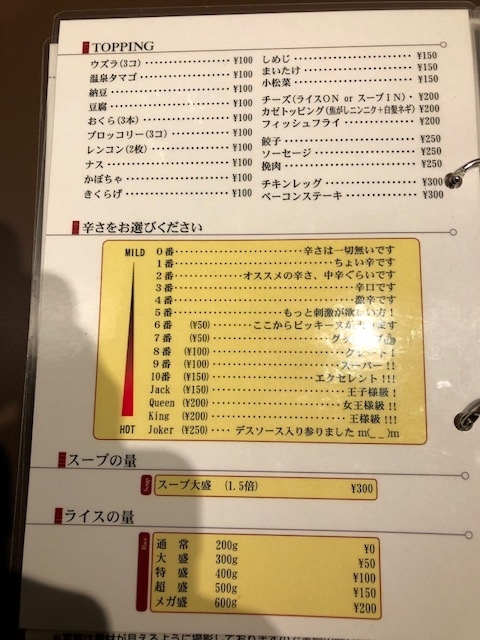 TOPPING
ウズラ(3コ) ¥100
温泉タマゴ ¥100
納豆 ¥100
豆腐 ¥100
おくら(3本) ¥100
ブロッコリー(3コ) ¥100
レンコン(2枚) ¥100
ナス ¥100
かぼちゃ ¥100
きくらげ ¥100
しめじ ¥150
まいたけ ¥150
小松菜 ¥150
チーズ(ライスON or スープIN) ¥200
カゼトッピング(焦がしニンニク+白髪ネギ) ¥200
フィッシュフライ ¥200
餃子 ¥250
ソーセージ ¥250
挽肉 ¥250
チキンレッグ ¥300
ベーコンステーキ ¥300
辛さをお選びください
MILD 0番 辛さは一切無いです
1番 ちょい辛です
2番 オススメの辛さ、中辛ぐらいです
3番 辛口です
4番 激辛です
5番 もっと刺激が欲しい方!
6番 (¥50) ここからピッキーヌが入ります
7番 (¥50)
8番 (¥100) グレート!
9番 (¥100) スーパー!!
10番 (¥150) エクセレント!!!
Jack (¥150) 王子様級!
Queen (¥200) 女王様級!!
King (¥200) 王様級!!!
HOT Joker (¥250) デスソース入り参りました m(_ _)m
スープの量
Soup スープ大盛 (1.5倍) ¥300
ライスの量
Rice 通常 200g ¥0
大盛 300g ¥50
特盛 400g ¥100
超盛 500g ¥150
メガ盛 600g ¥200